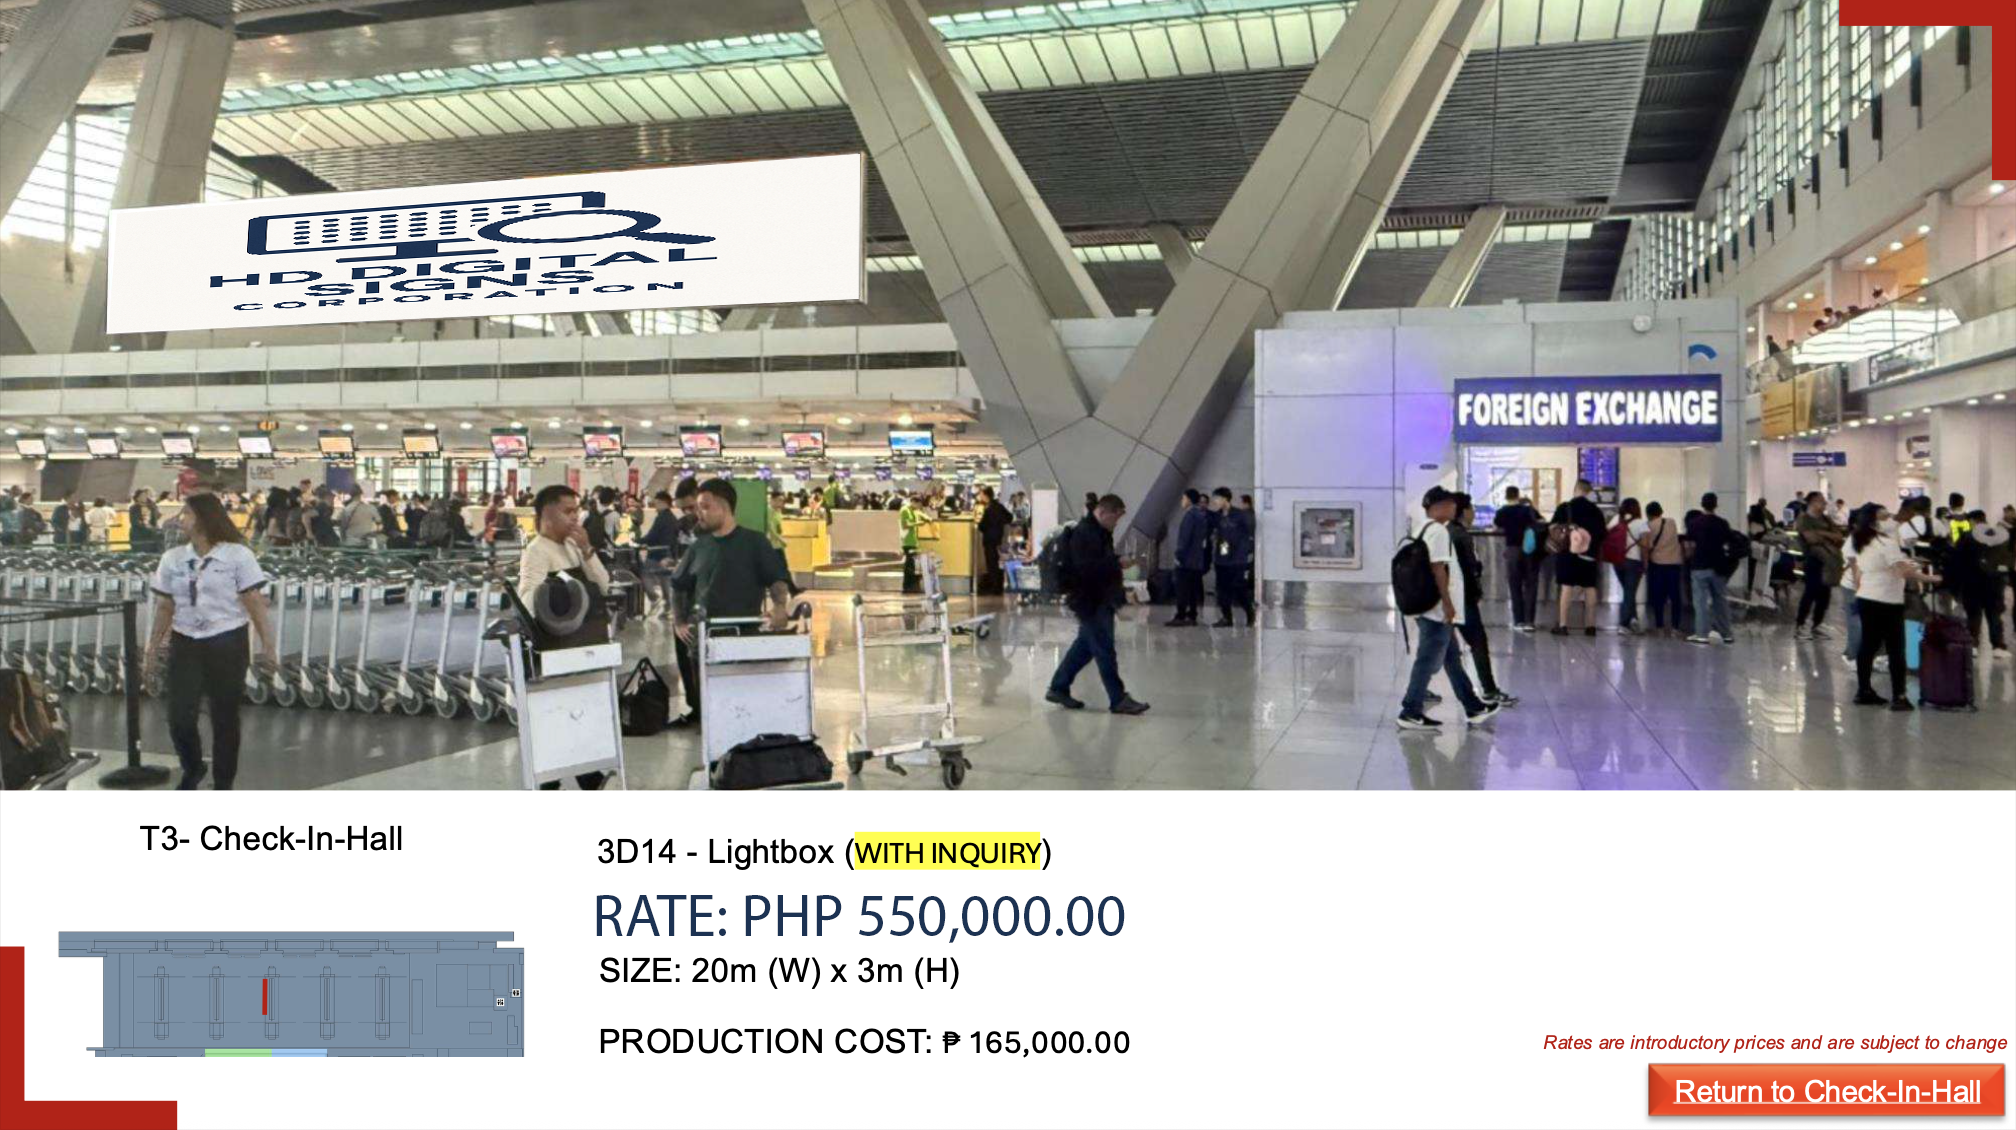 HD DIGITAL
SIGNS
CORPORATION
FOREIGN EXCHANGE
T3- Check-In-Hall
3D14 - Lightbox (WITH INQUIRY)
RATE: PHP 550,000.00
SIZE: 20m (W) x 3m (H)
PRODUCTION COST: ₱ 165,000.00
Rates are introductory prices and are subject to change
Return to Check-In-Hall